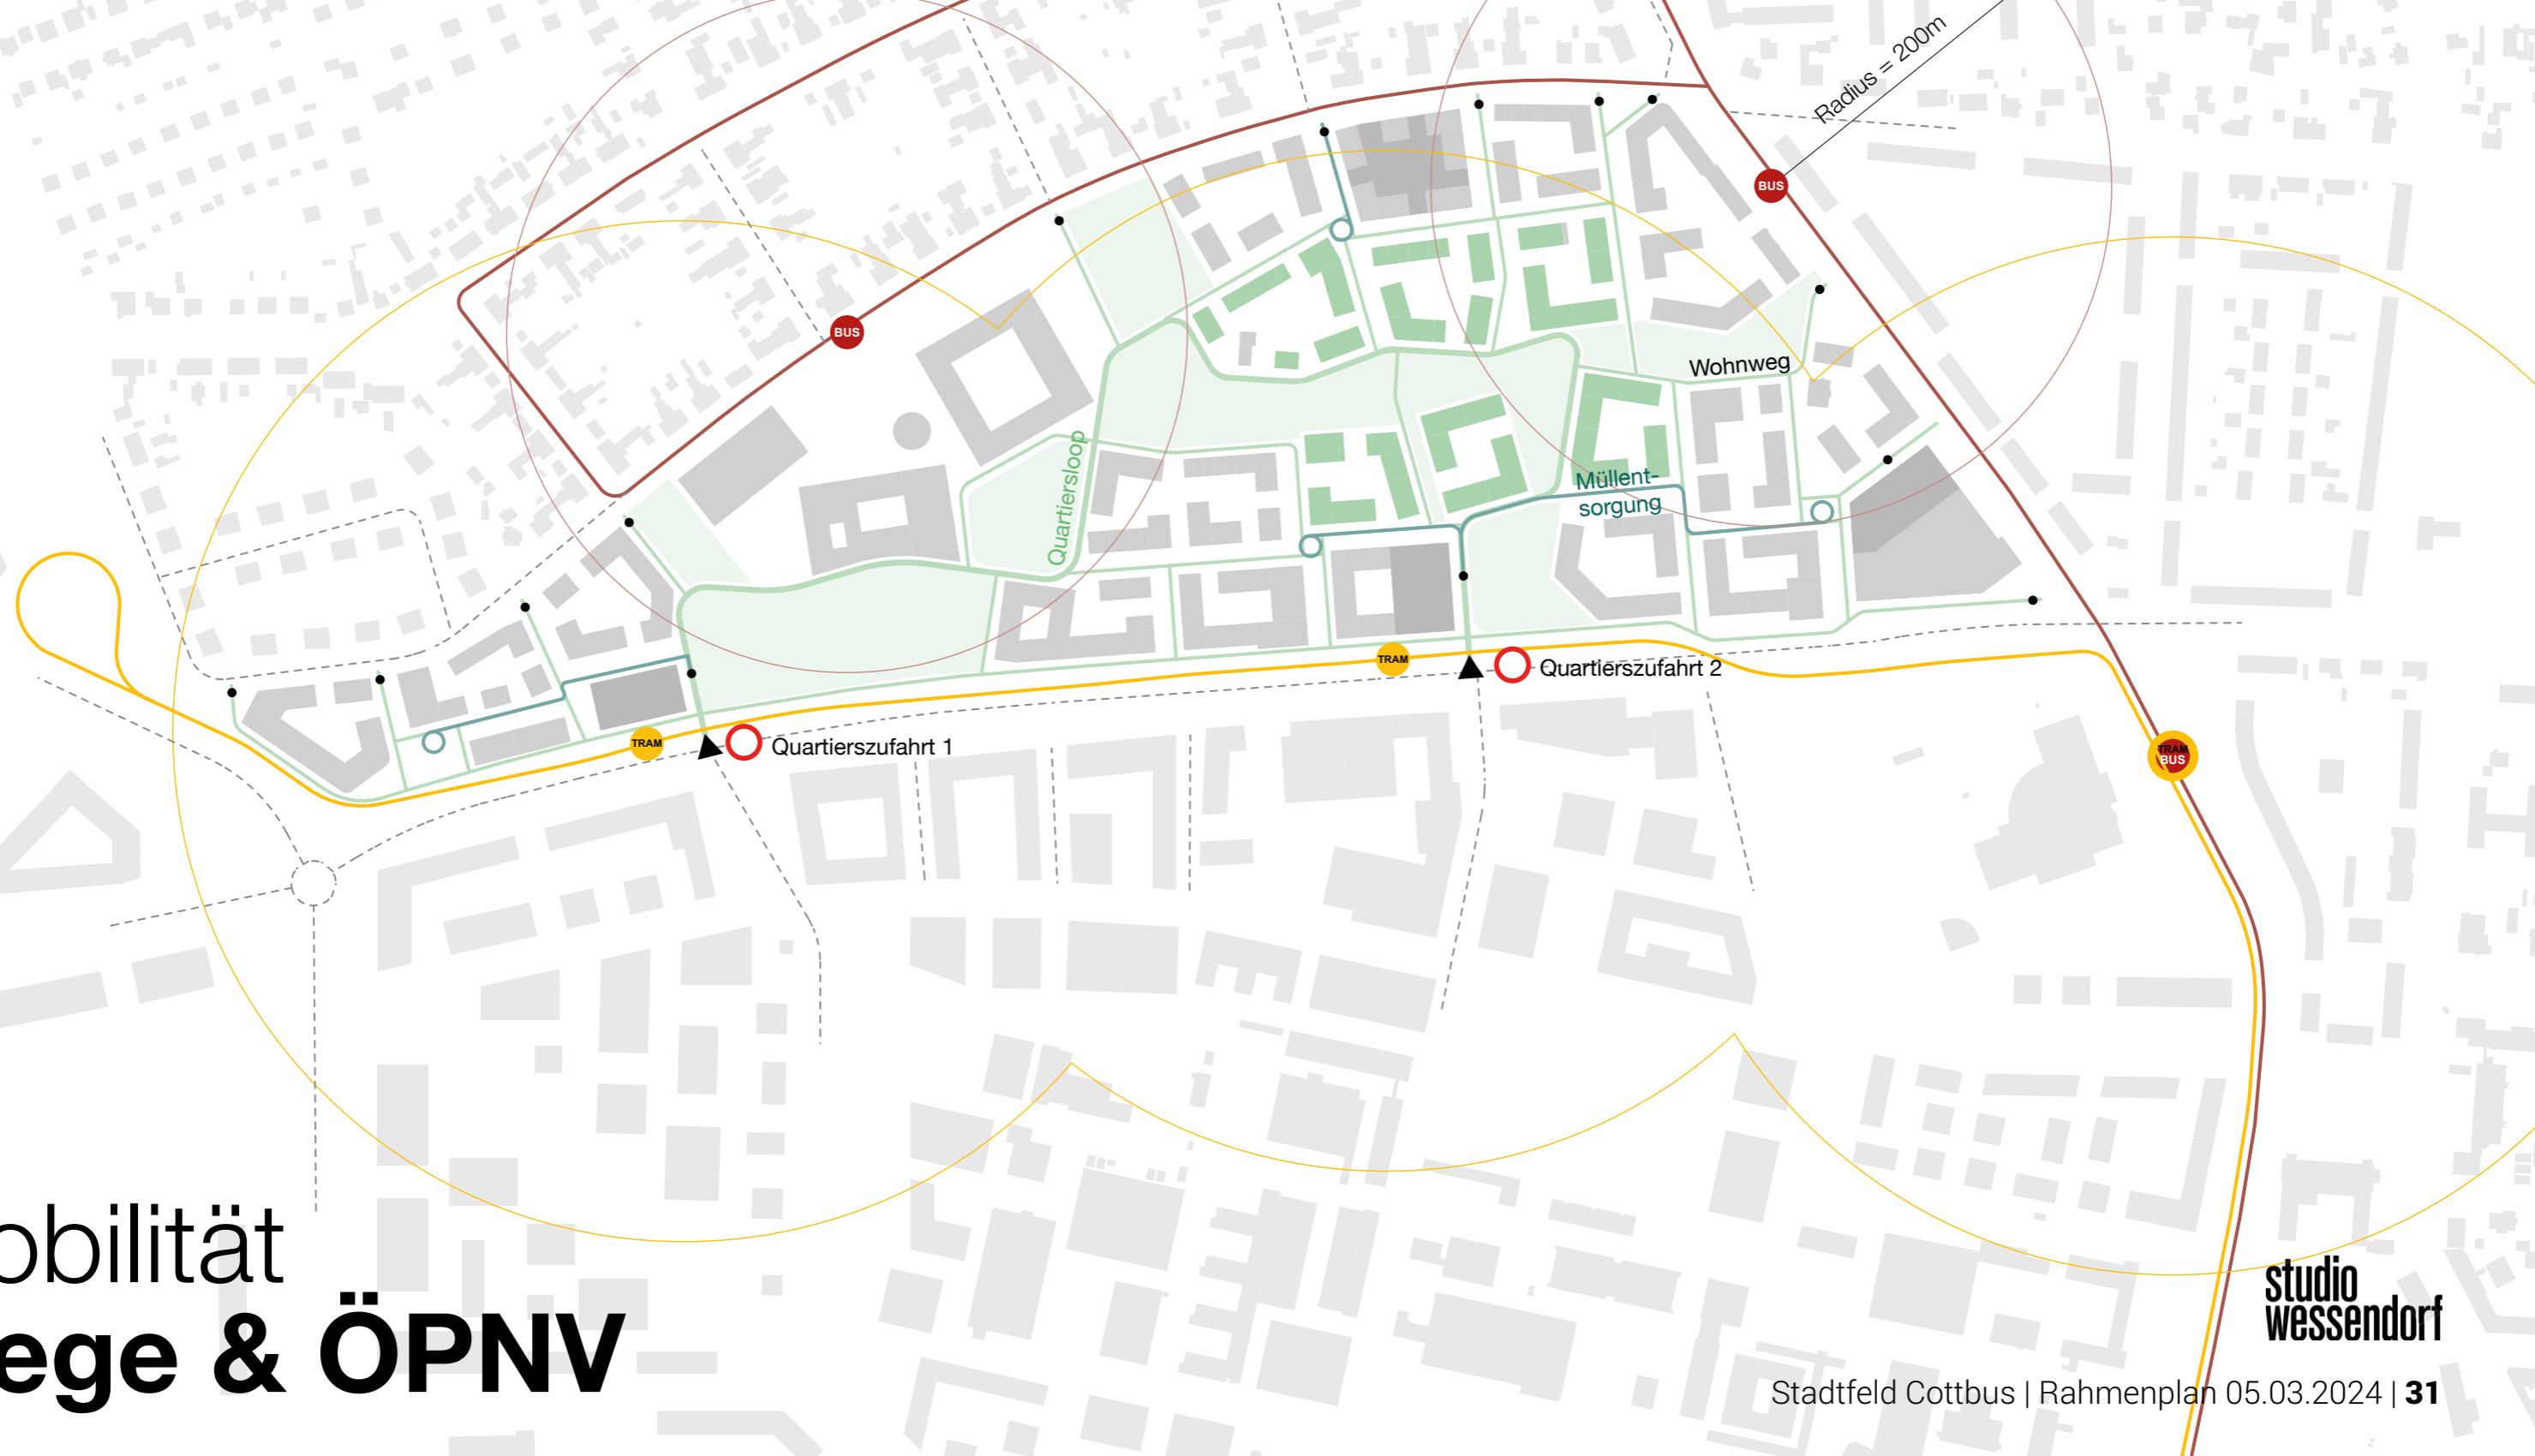 Radius = 200m
BUS
BUS
Wohnweg
Quartiersloop
Müllent-
sorgung
TRAM
Quartierszufahrt 2
TRAM
Quartierszufahrt 1
TRAM
BUS
obilität
ege & ÖPNV
studio
wessendorf
Stadtfeld Cottbus | Rahmenplan 05.03.2024 | 31